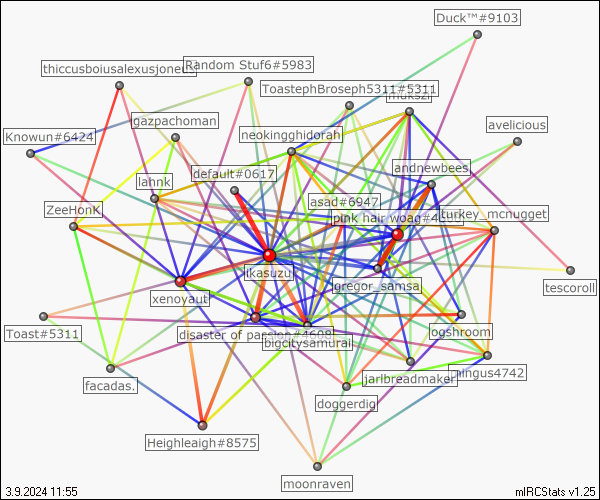 Duck™#9103
thiccusboiusalexusjones
Random Stuf6#5983
ToastephBroseph5311#5311
gazpachoman
avelicious
Knowun#6424
neokingghidorah
andnewbees
lahnk
default#0617
asad#6947
ZeeHonK
pink hair woag#4
turkey_mcnugget
ikasuzu
gregor_samsa
tescoroll
xenoyaut
Toast#5311
disaster of passion#4608
bigcitysamurai
ogshroom
facadas.
jarlbreadmaker
mingus4742
doggerdig
Heighleaigh#8575
moonraven
3.9.2024 11:55
mIRCStats v1.25